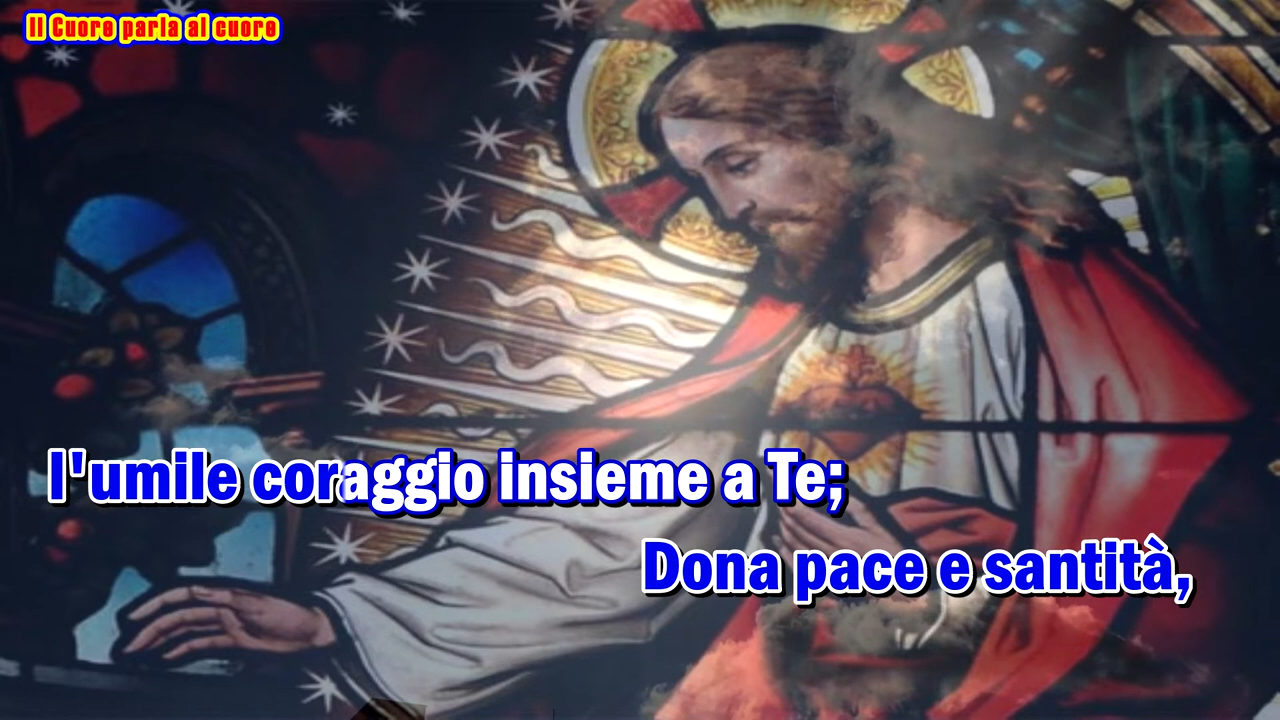 Il Cuore parla al cuore
l'umile coraggio insieme a Te;
Dona pace e santità,